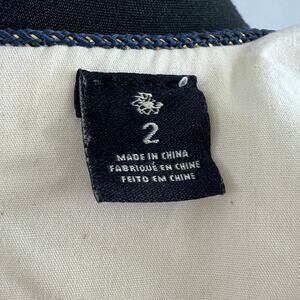 2
MADE IN CHINA
FABRIQUÉ EN CHINE
FEITO EM CHINE